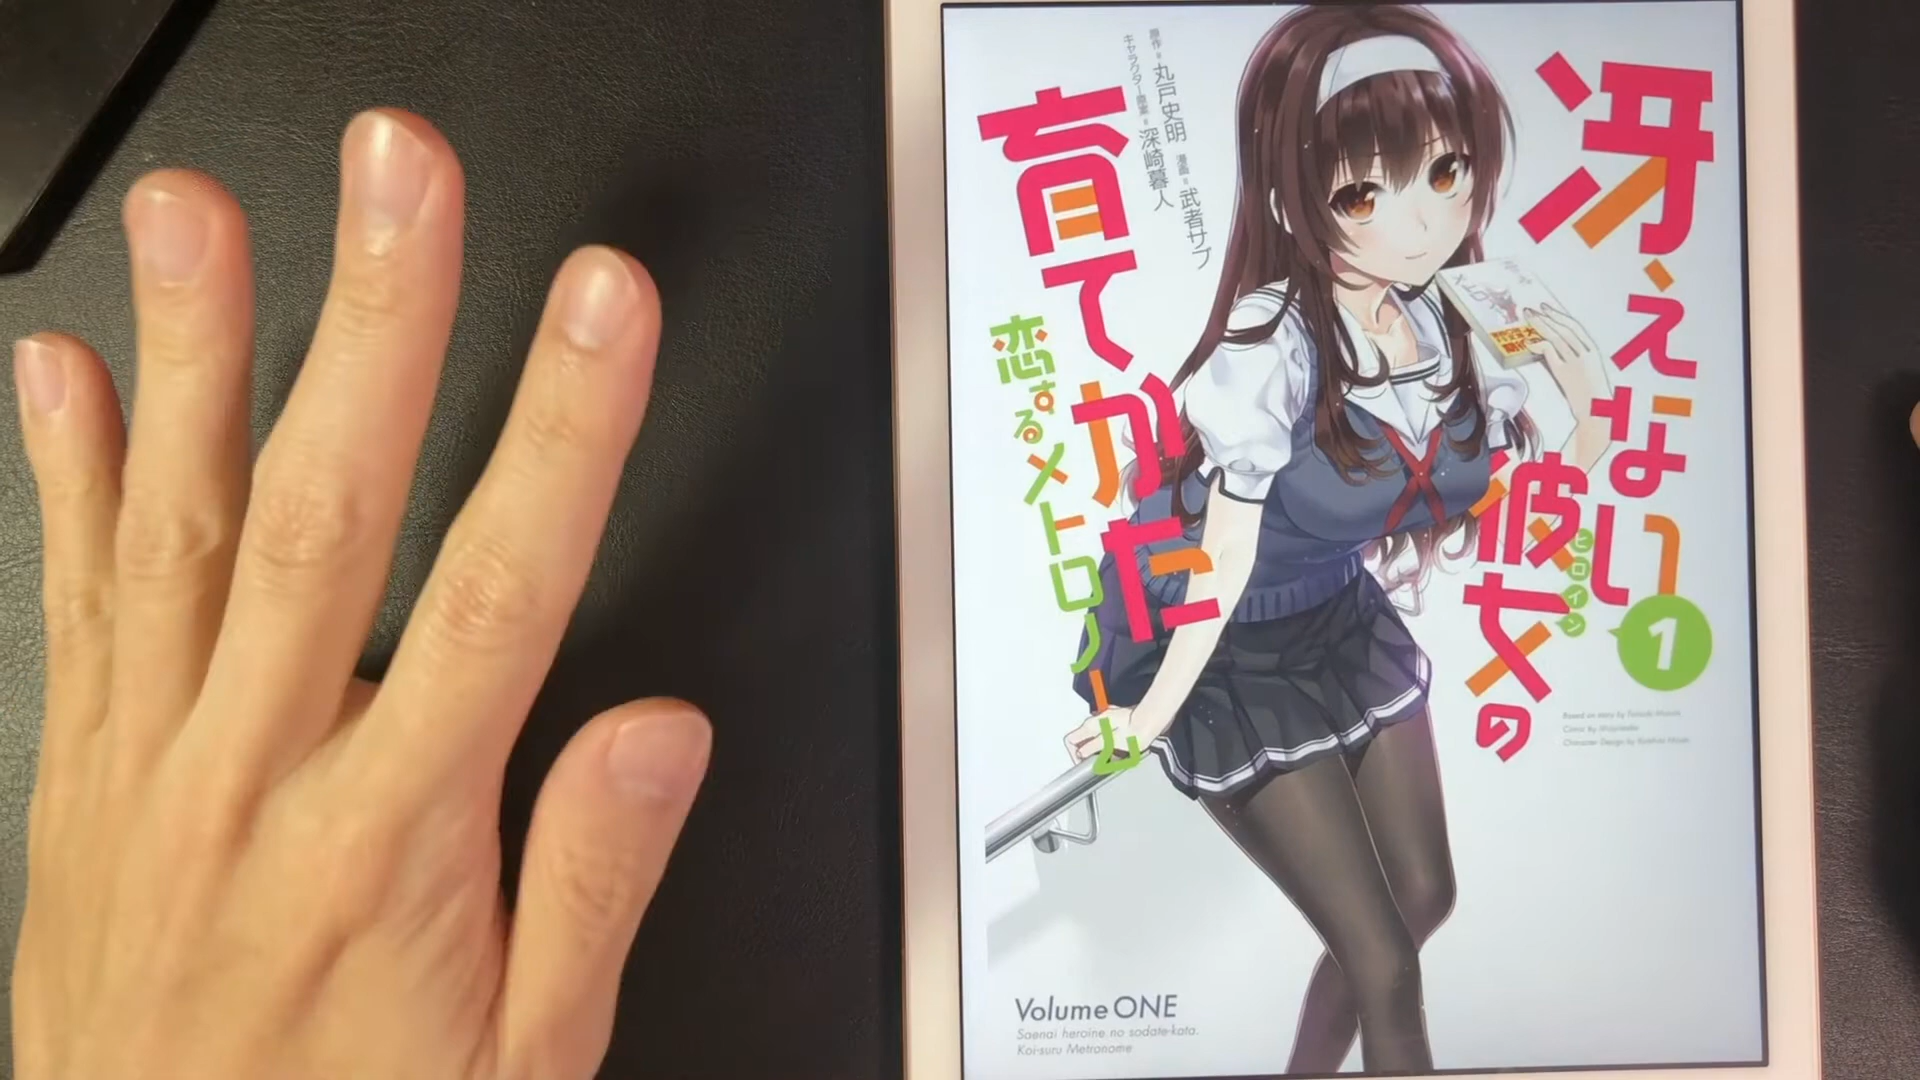 冴えない
彼女の
ヒロイン
1
育てかた
恋するメトロノーム
原作=丸戸史明 漫画=武者サブ
キャラクター原案=深崎暮人
Volume ONE
Saenai heroine no sodate-kata.
Koi-suru Metronome